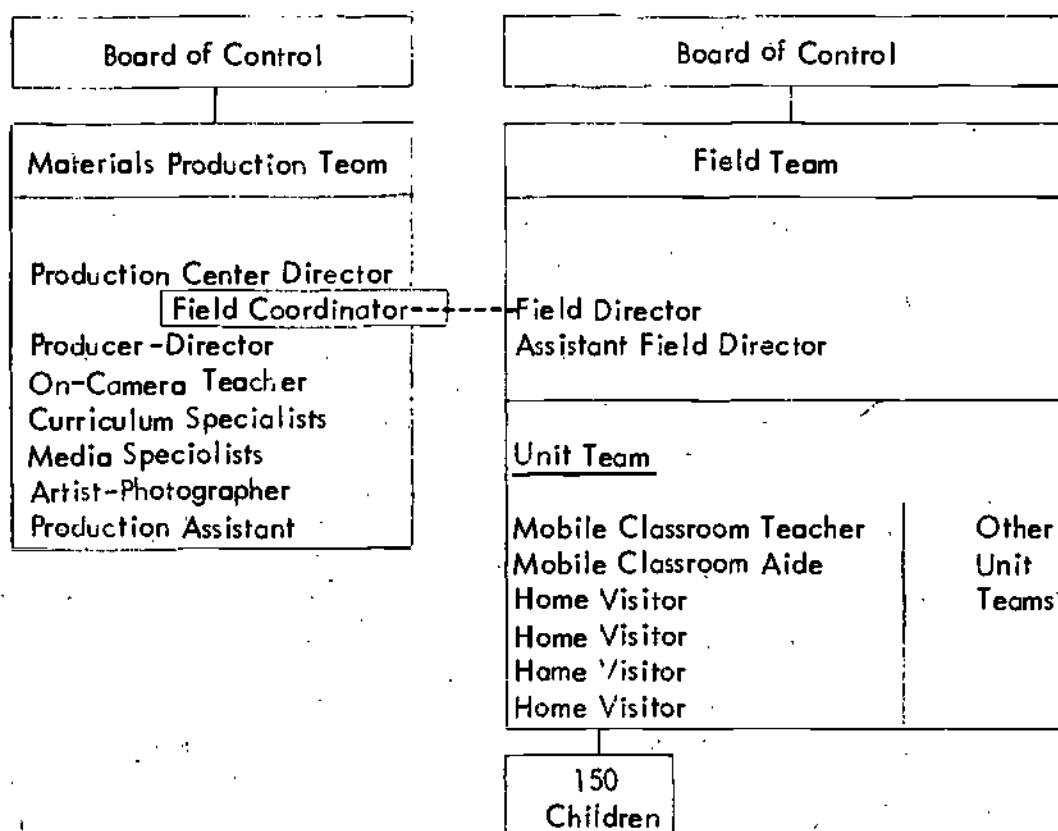 Board of Control
Materials Production Team
Production Center Director
Field Coordinator
Producer-Director
On-Camera Teacher
Curriculum Specialists
Media Specialists
Artist-Photographer
Production Assistant
Board of Control
Field Team
Field Director
Assistant Field Director
Unit Team
Mobile Classroom Teacher
Mobile Classroom Aide
Home Visitor
Home Visitor
Home Visitor
Home Visitor
Other
Unit
Teams
150
Children